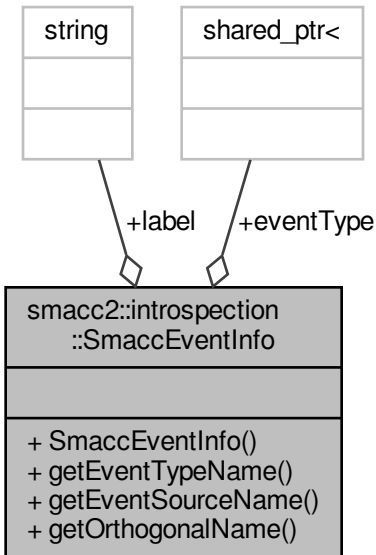 string
shared_ptr<
+label
+eventType
smacc2::introspection
::SmaccEventInfo
+ SmaccEventInfo()
+ getEventTypeName()
+ getEventSourceName()
+ getOrthogonalName()